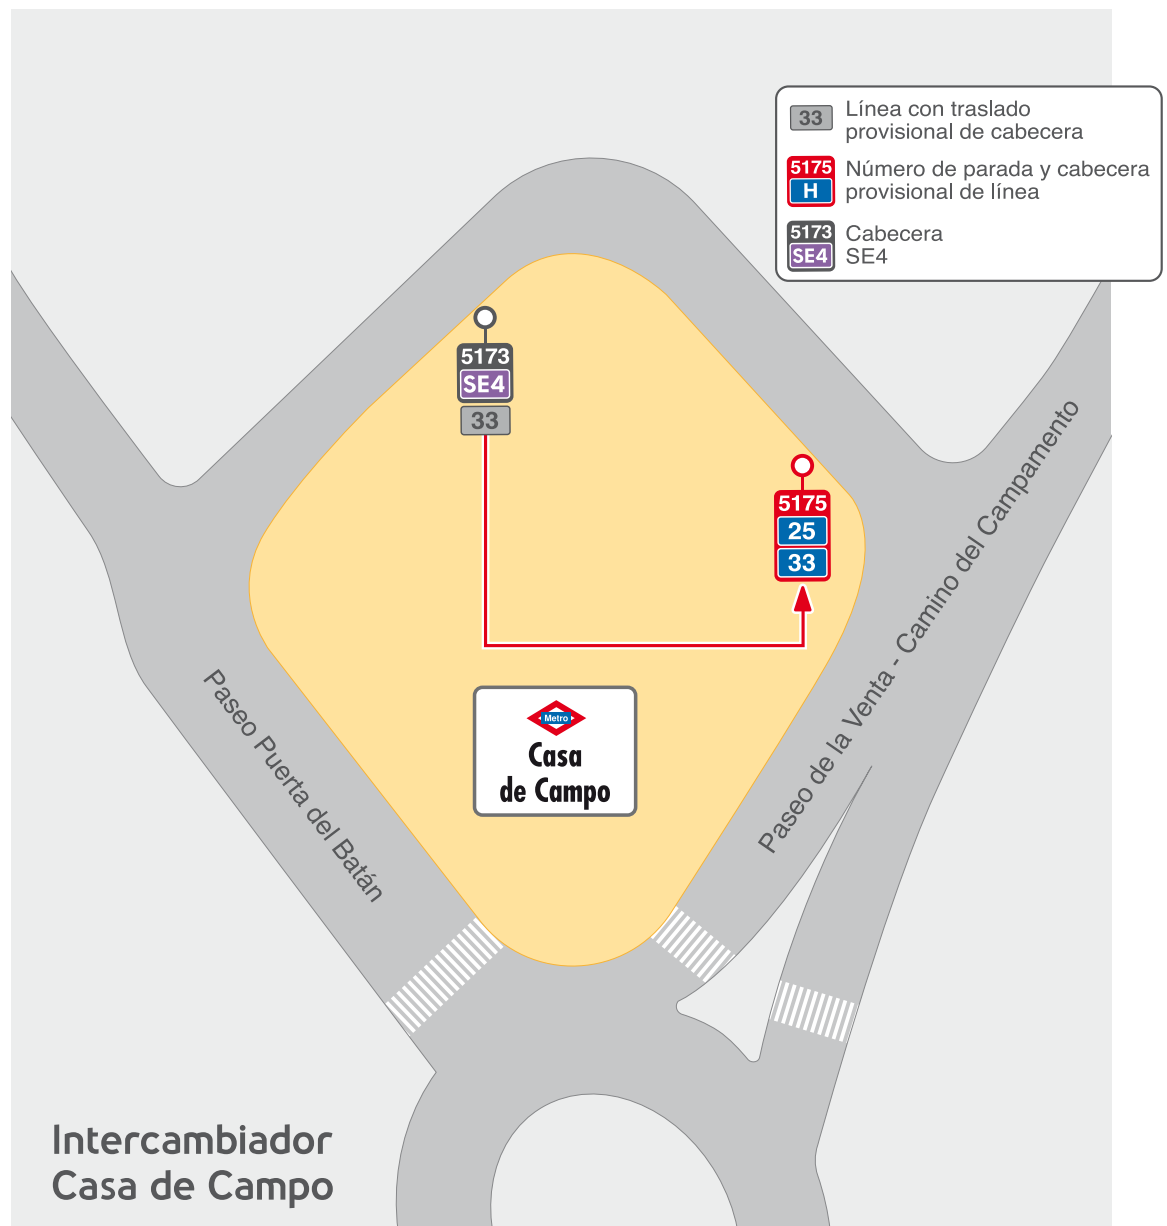 33
Línea con traslado
provisional de cabecera
5175
H
Número de parada y cabecera
provisional de línea
5173
SE4
Cabecera
SE4
5173
SE4
33
5175
25
33
Paseo de la Venta - Camino del Campamento
Paseo Puerta del Batán
Metro
Casa
de Campo
Intercambiador
Casa de Campo